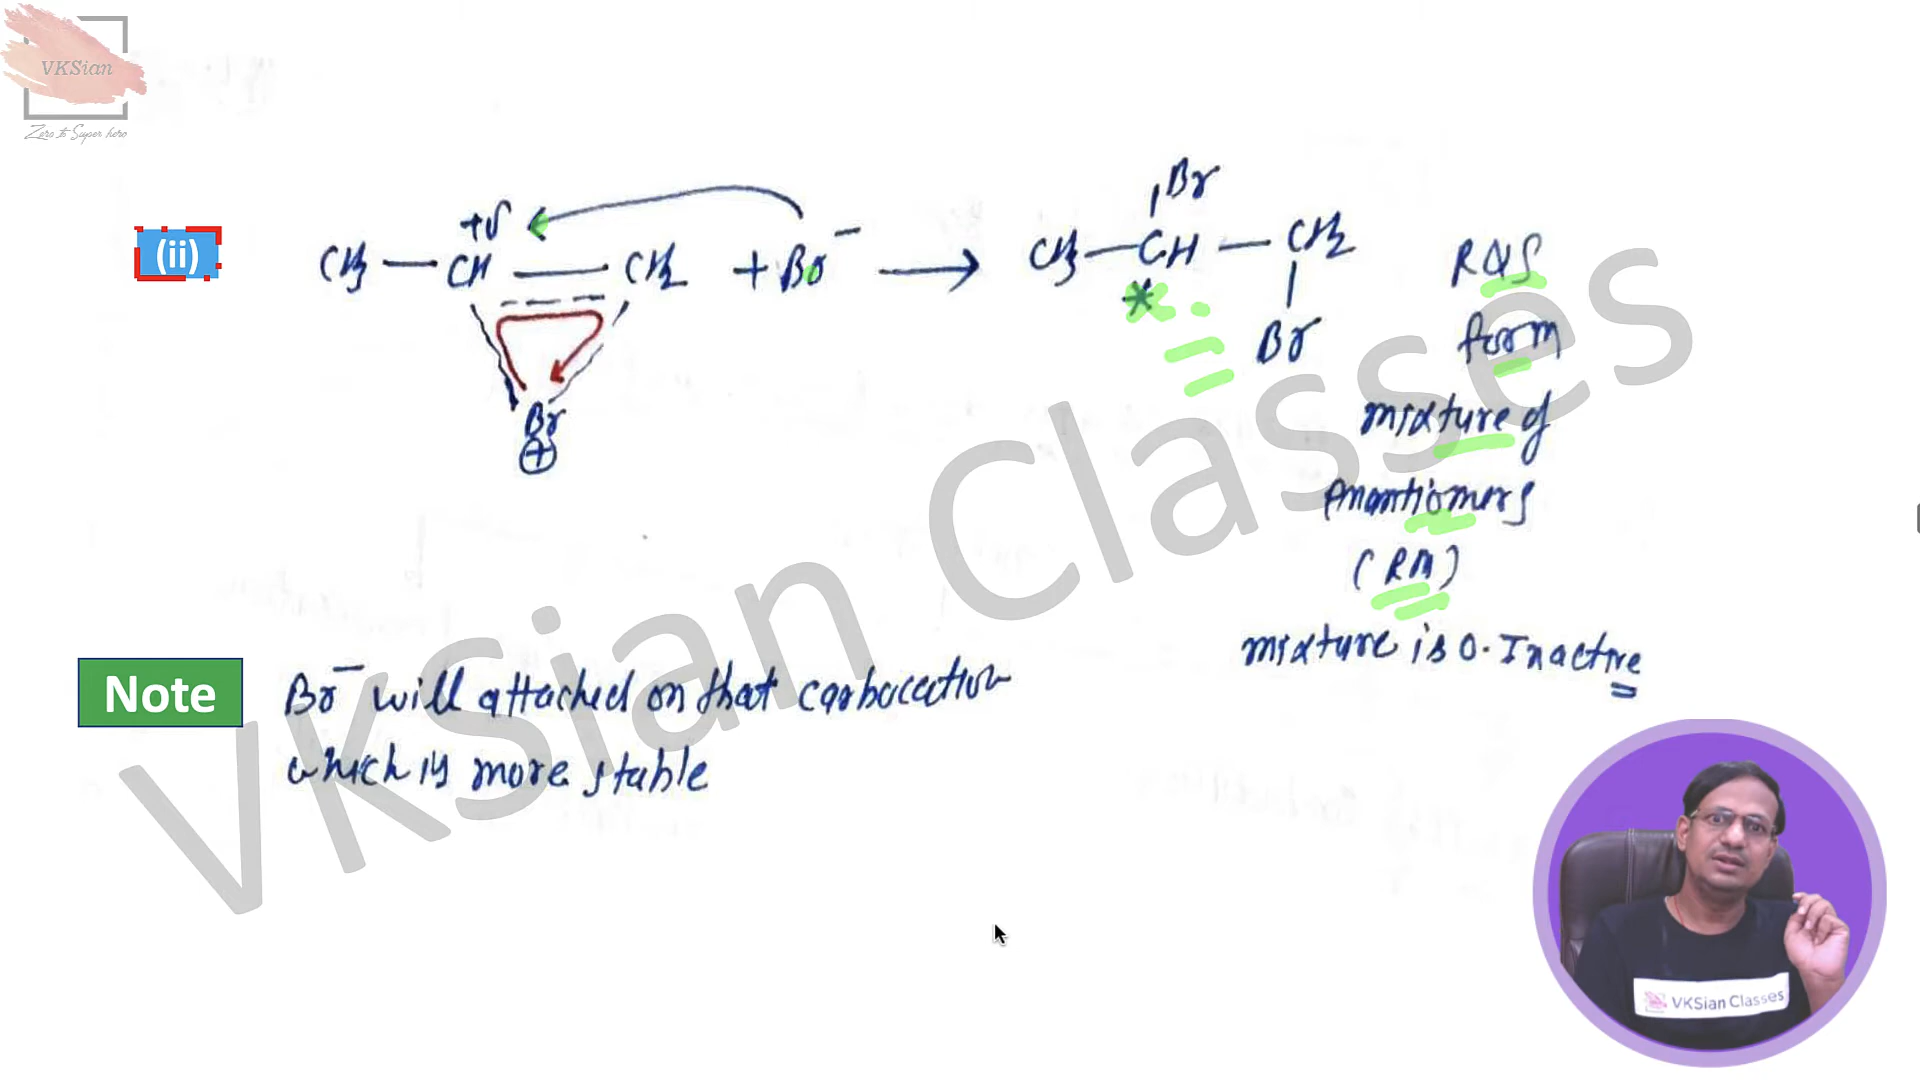 VKSian
Zero to Super hero
(ii)
+δ
CH3 — CH — CH2 + Br⁻ ⟶ CH3 — CH — CH2
Br
⊕
Br
*
Br
R & S
form
mixture of
Enantiomers
(RM)
mixture is O. Inactive
Note
Br⁻ will attached on that carbocation
which is more stable
VKSian Classes
VKSian Classes